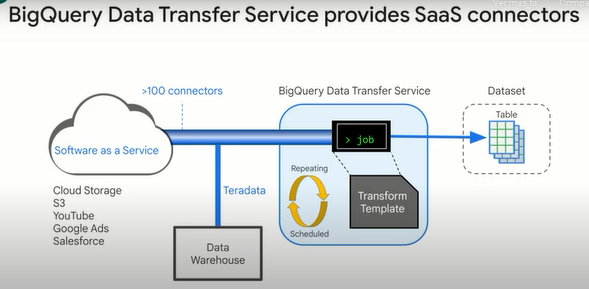 BigQuery Data Transfer Service provides SaaS connectors
>100 connectors
BigQuery Data Transfer Service
Dataset
Software as a Service
> job
Table
Cloud Storage
S3
YouTube
Google Ads
Salesforce
Teradata
Repeating
Scheduled
Transform
Template
Data
Warehouse